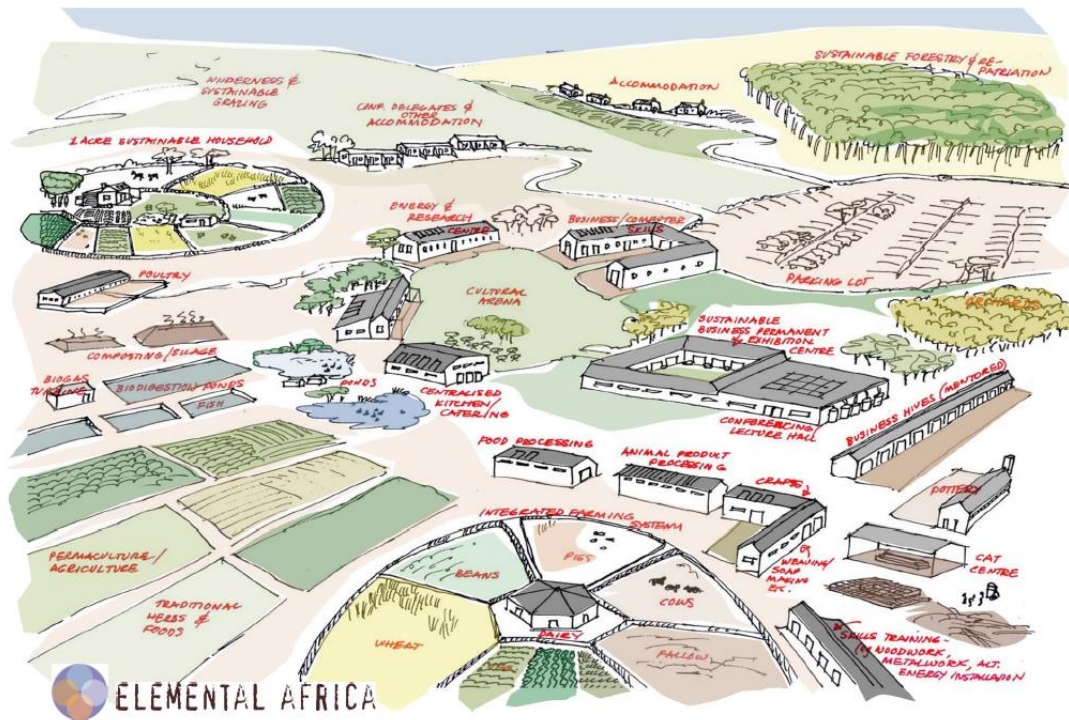 WILDERNESS &
SUSTAINABLE
GRAZING
CONF. DELEGATES &
OTHER
ACCOMMODATION
ACCOMMODATION
SUSTAINABLE FORESTRY & RE-
PATRIATION
1 ACRE SUSTAINABLE HOUSEHOLD
ENERGY &
RESEARCH
CENTRE
BUSINESS/COMPUTER
SKILLS
PARKING LOT
POULTRY
CULTURAL
ARENA
ORCHARDS
COMPOSTING/SILAGE
SUSTAINABLE
BUSINESS PERMANENT
EXHIBITION
CENTRE
BIOGAS
TURBINE
BIODIGESTION PONDS
FISH
PONDS
CENTRALISED
KITCHEN/
CATERING
CONFERENCING
LECTURE HALL
BUSINESS HIVES (MENTORED)
FOOD PROCESSING
ANIMAL PRODUCT
PROCESSING
CRAFTS
POTTERY
INTEGRATED FARMING
SYSTEM
PIGS
WEAVING/
SOAP
MAKING
ETC.
CAT
CENTRE
PERMACULTURE/
AGRICULTURE
BEANS
COWS
TRADITIONAL
HERBS &
FOODS
WHEAT
DAIRY
FALLOW
SKILLS TRAINING -
WOODWORK,
METALWORK, ALT.
ENERGY INSTALLATION
ELEMENTAL AFRICA